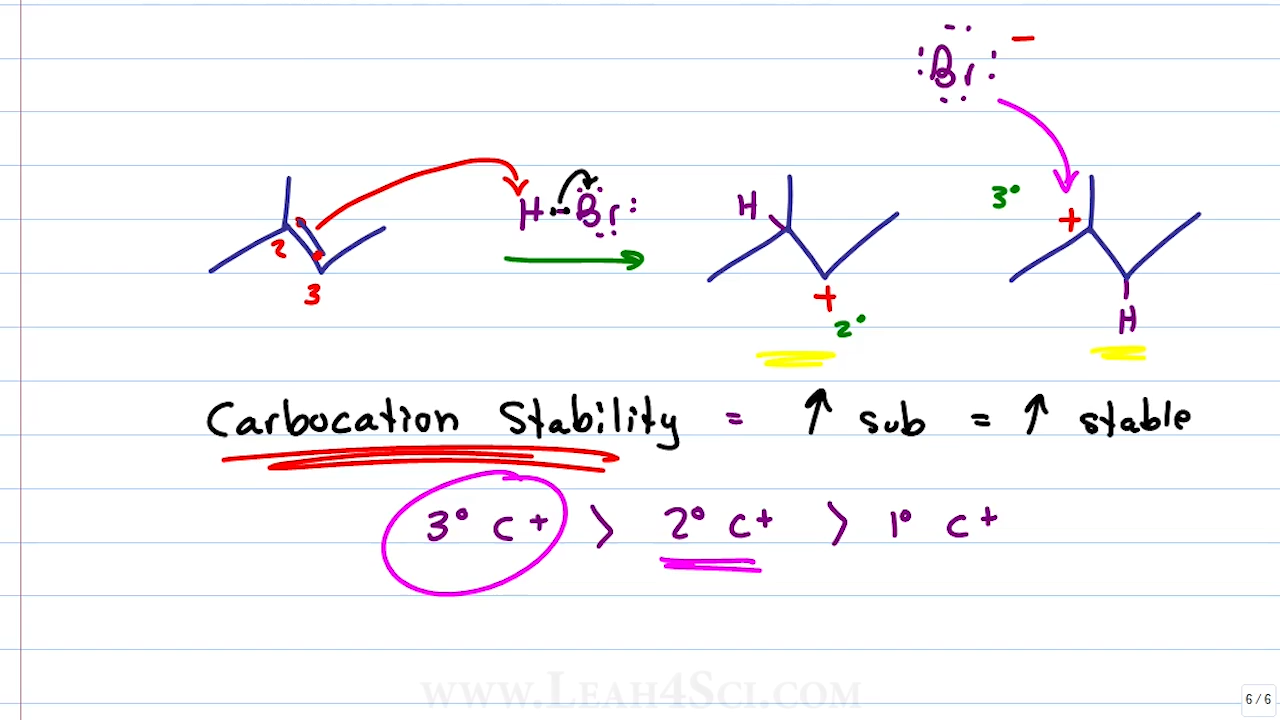 :Br: −
H - Br:
2
3
H
+
2°
3°
+
H
Carbocation Stability = ↑ sub = ↑ stable
3° C+ > 2° C+ > 1° C+
www.Leah4Sci.com
6/6